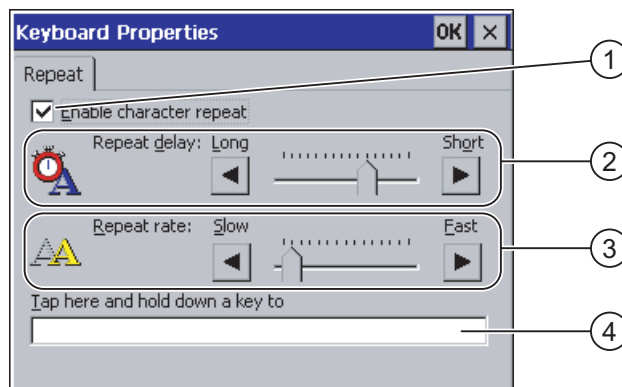 Keyboard Properties OK ×
Repeat
Enable character repeat
Repeat delay: Long Short
Repeat rate: Slow Fast
Tap here and hold down a key to
1
2
3
4